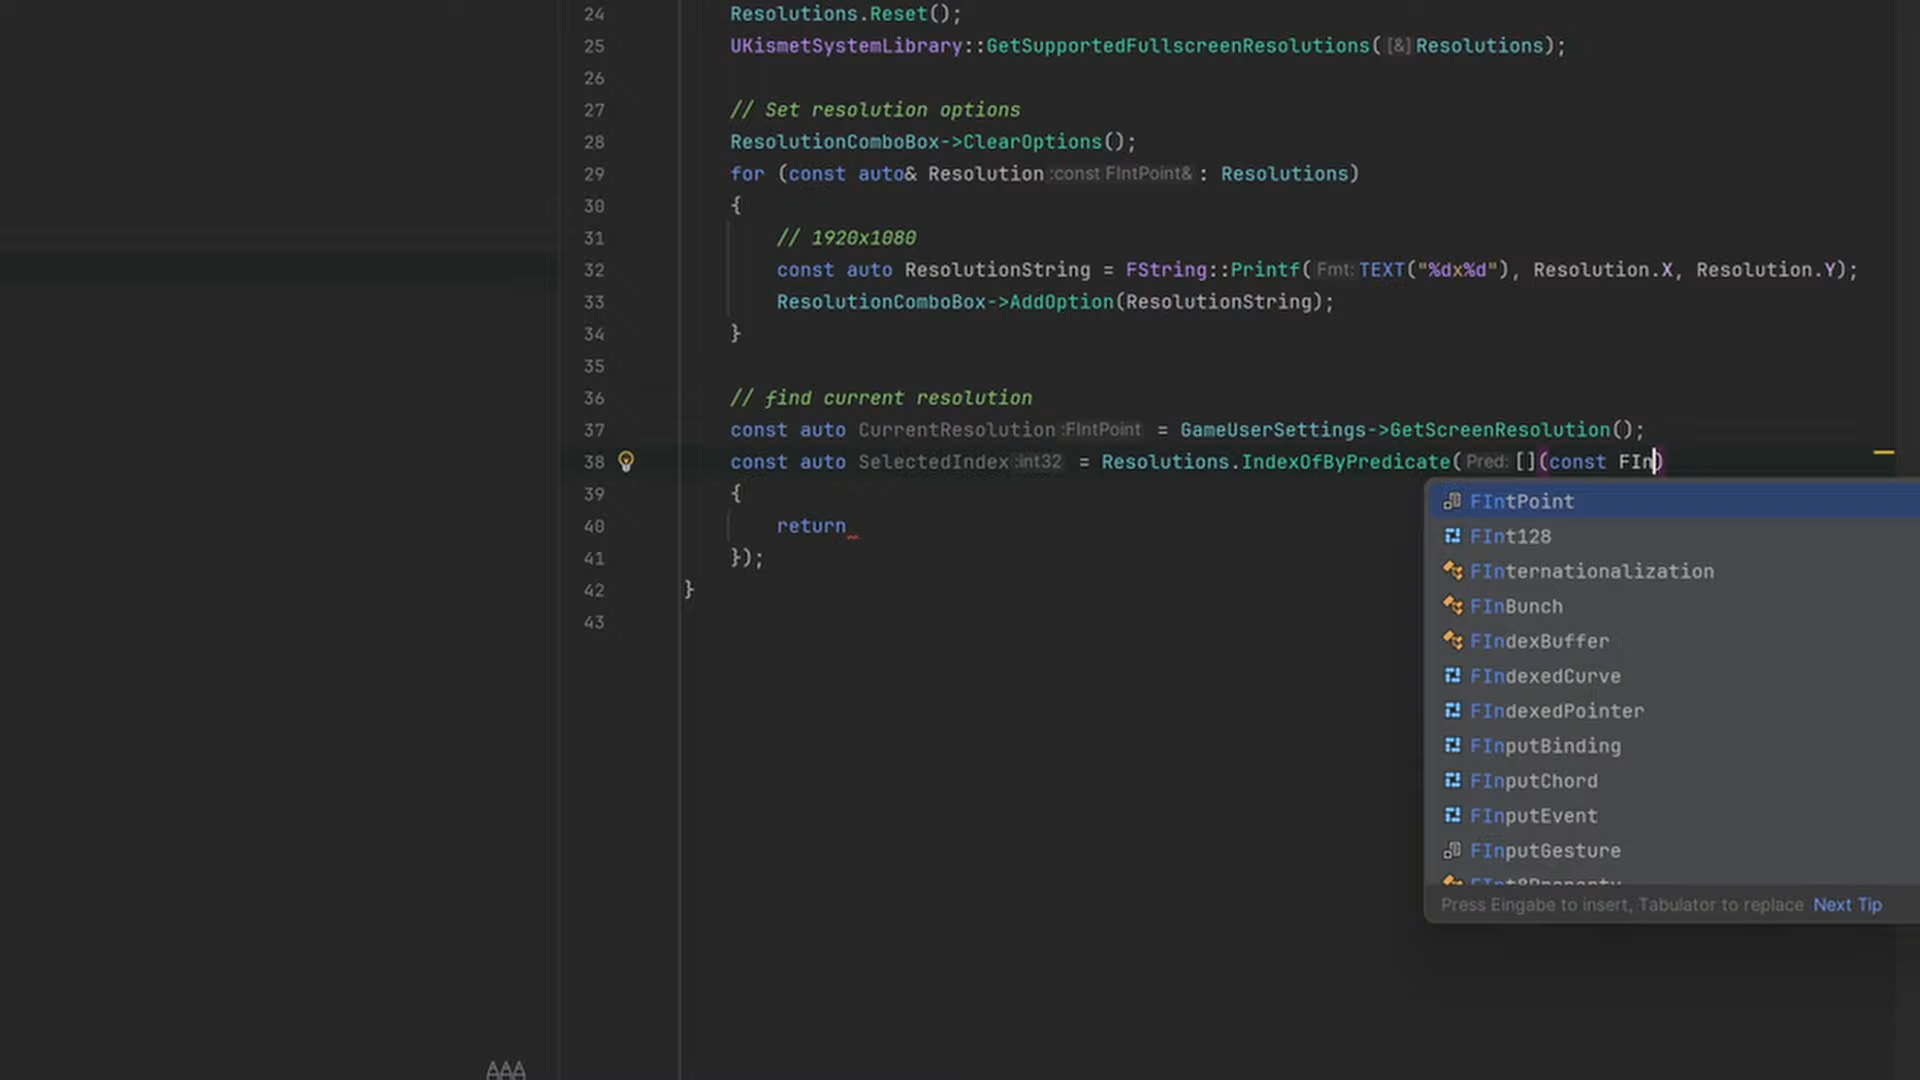 24 Resolutions.Reset();
25 UKismetSystemLibrary::GetSupportedFullscreenResolutions([&]Resolutions);
26
27 // Set resolution options
28 ResolutionComboBox->ClearOptions();
29 for (const auto& Resolution :const FIntPoint& : Resolutions)
30 {
31 // 1920x1080
32 const auto ResolutionString = FString::Printf(Fmt: TEXT("%dx%d"), Resolution.X, Resolution.Y);
33 ResolutionComboBox->AddOption(ResolutionString);
34 }
35
36 // find current resolution
37 const auto CurrentResolution :FIntPoint = GameUserSettings->GetScreenResolution();
38 const auto SelectedIndex :int32 = Resolutions.IndexOfByPredicate(Pred: [](const FIn)
39 {
40 return
41 });
42 }
43
FIntPoint
FInt128
FInternationalization
FInBunch
FIndexBuffer
FIndexedCurve
FIndexedPointer
FInputBinding
FInputChord
FInputEvent
FInputGesture
FInt8Property
Press Eingabe to insert, Tabulator to replace Next Tip
AAA